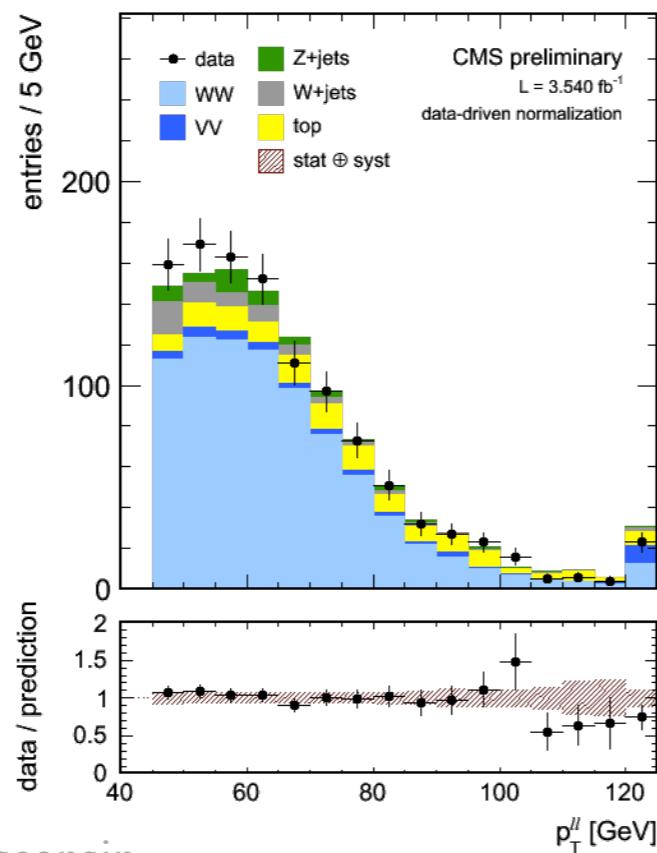 entries / 5 GeV
200
100
0
data
WW
VV
Z+jets
W+jets
top
stat ⊕ syst
CMS preliminary
L = 3.540 fb⁻¹
data-driven normalization
data / prediction
2
1.5
1
0.5
0
40 60 80 100 120
p_T^ll [GeV]